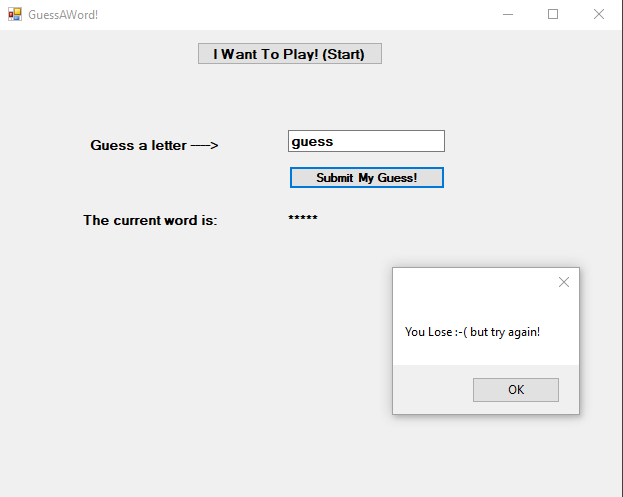 GuessAWord!
I Want To Play! (Start)
Guess a letter ---->
guess
Submit My Guess!
The current word is:
*****
You Lose :-( but try again!
OK